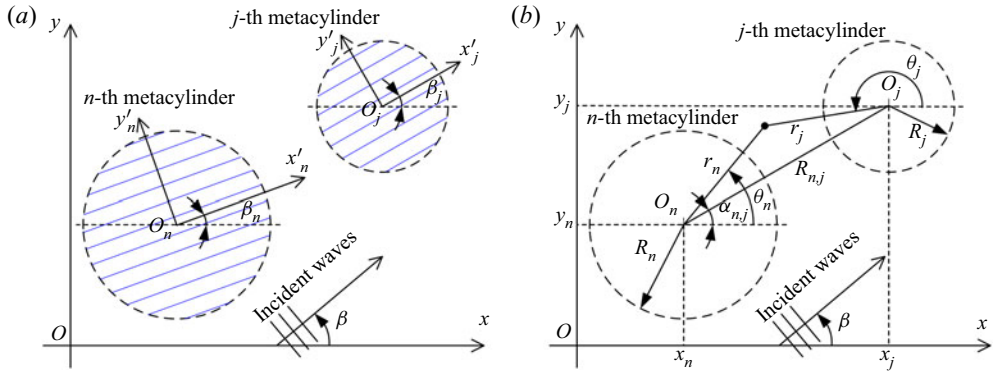 (a)
y
j-th metacylinder
y′j
x′j
βj
Oj
n-th metacylinder
y′n
x′n
βn
On
Incident waves
β
O
x
(b)
y
j-th metacylinder
θj
Oj
yj
n-th metacylinder
rj
Rj
rn
Rn,j
On
θn
αn,j
yn
Rn
Incident waves
β
O
x
xn
xj